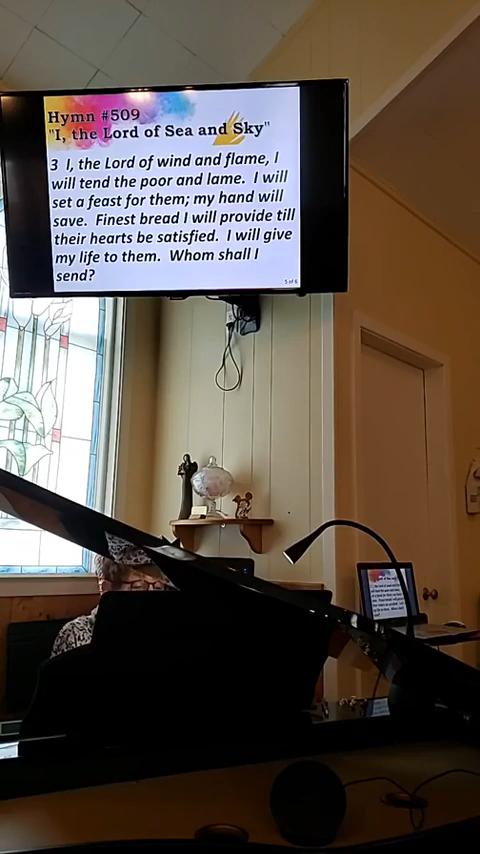 Hymn #509
"I, the Lord of Sea and Sky"
3 I, the Lord of wind and flame, I
will tend the poor and lame. I will
set a feast for them; my hand will
save. Finest bread I will provide till
their hearts be satisfied. I will give
my life to them. Whom shall I
send?
5 of 6